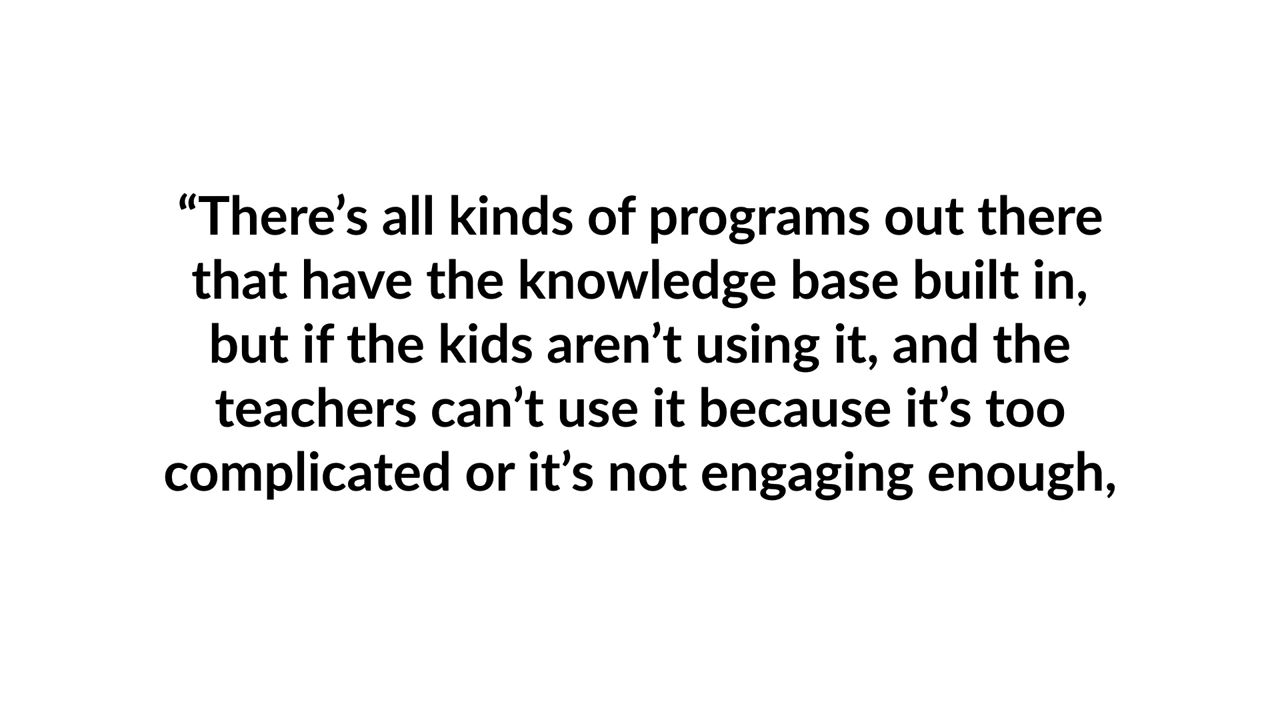 “There’s all kinds of programs out there
that have the knowledge base built in,
but if the kids aren’t using it, and the
teachers can’t use it because it’s too
complicated or it’s not engaging enough,